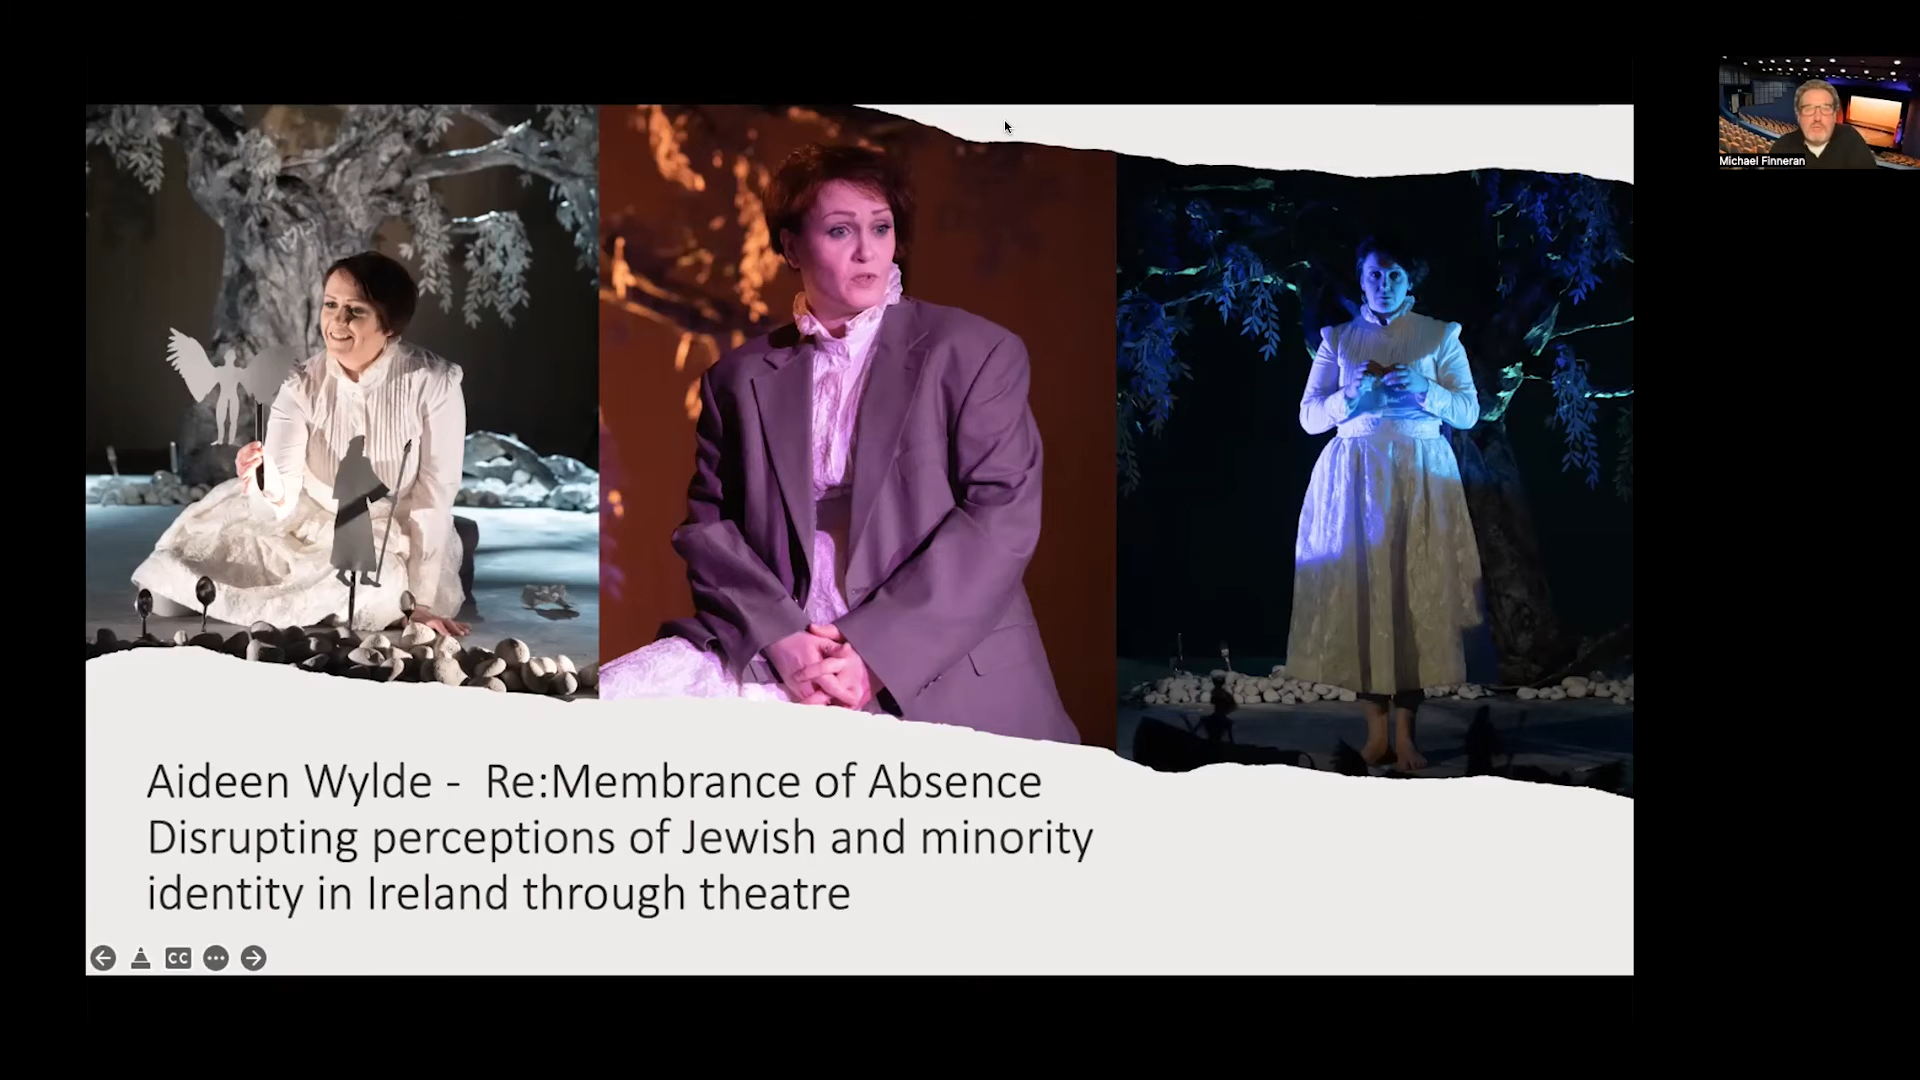 Michael Finneran
Aideen Wylde -  Re:Membrance of Absence
Disrupting perceptions of Jewish and minority
identity in Ireland through theatre
CC